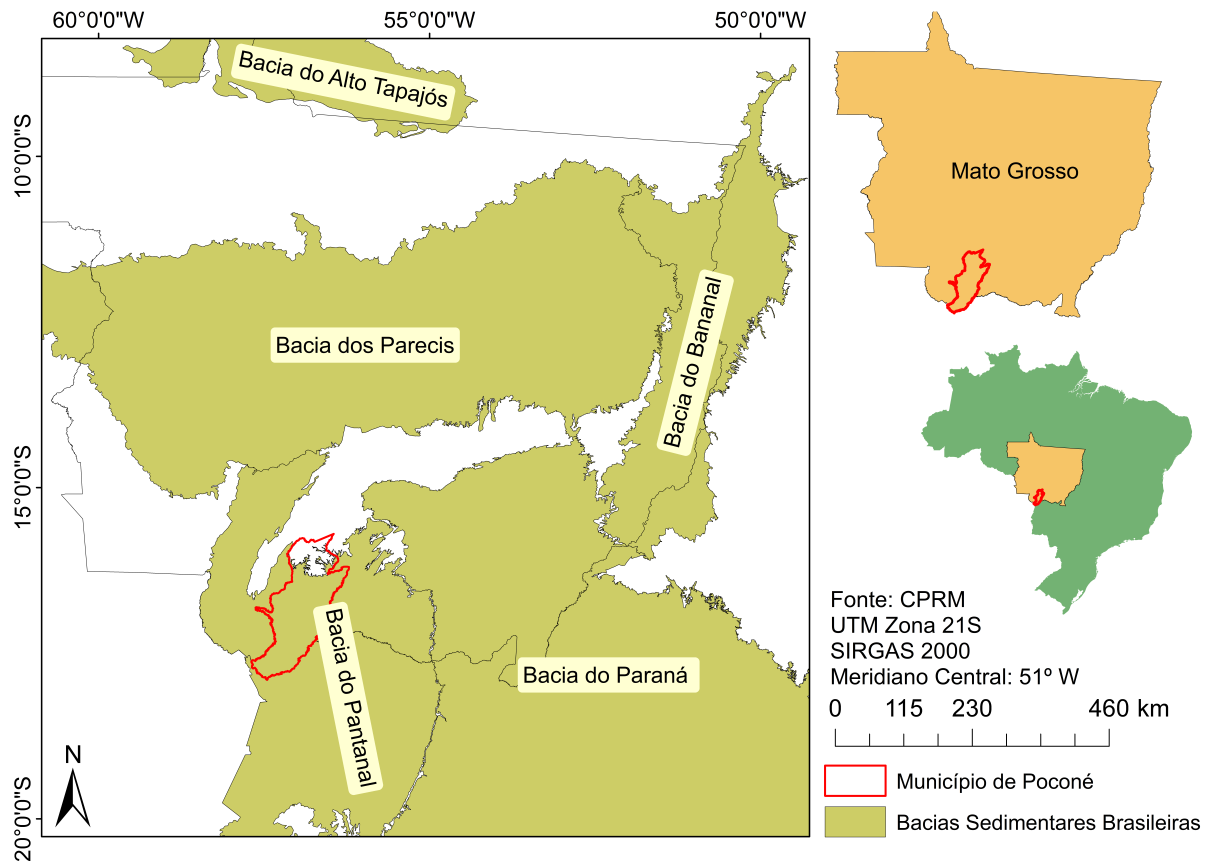 60°0'0"W
55°0'0"W
50°0'0"W
10°0'0"S
15°0'0"S
20°0'0"S
Bacia do Alto Tapajós
Bacia dos Parecis
Bacia do Bananal
Bacia do Pantanal
Bacia do Paraná
N
Mato Grosso
Fonte: CPRM
UTM Zona 21S
SIRGAS 2000
Meridiano Central: 51º W
0 115 230 460 km
Município de Poconé
Bacias Sedimentares Brasileiras